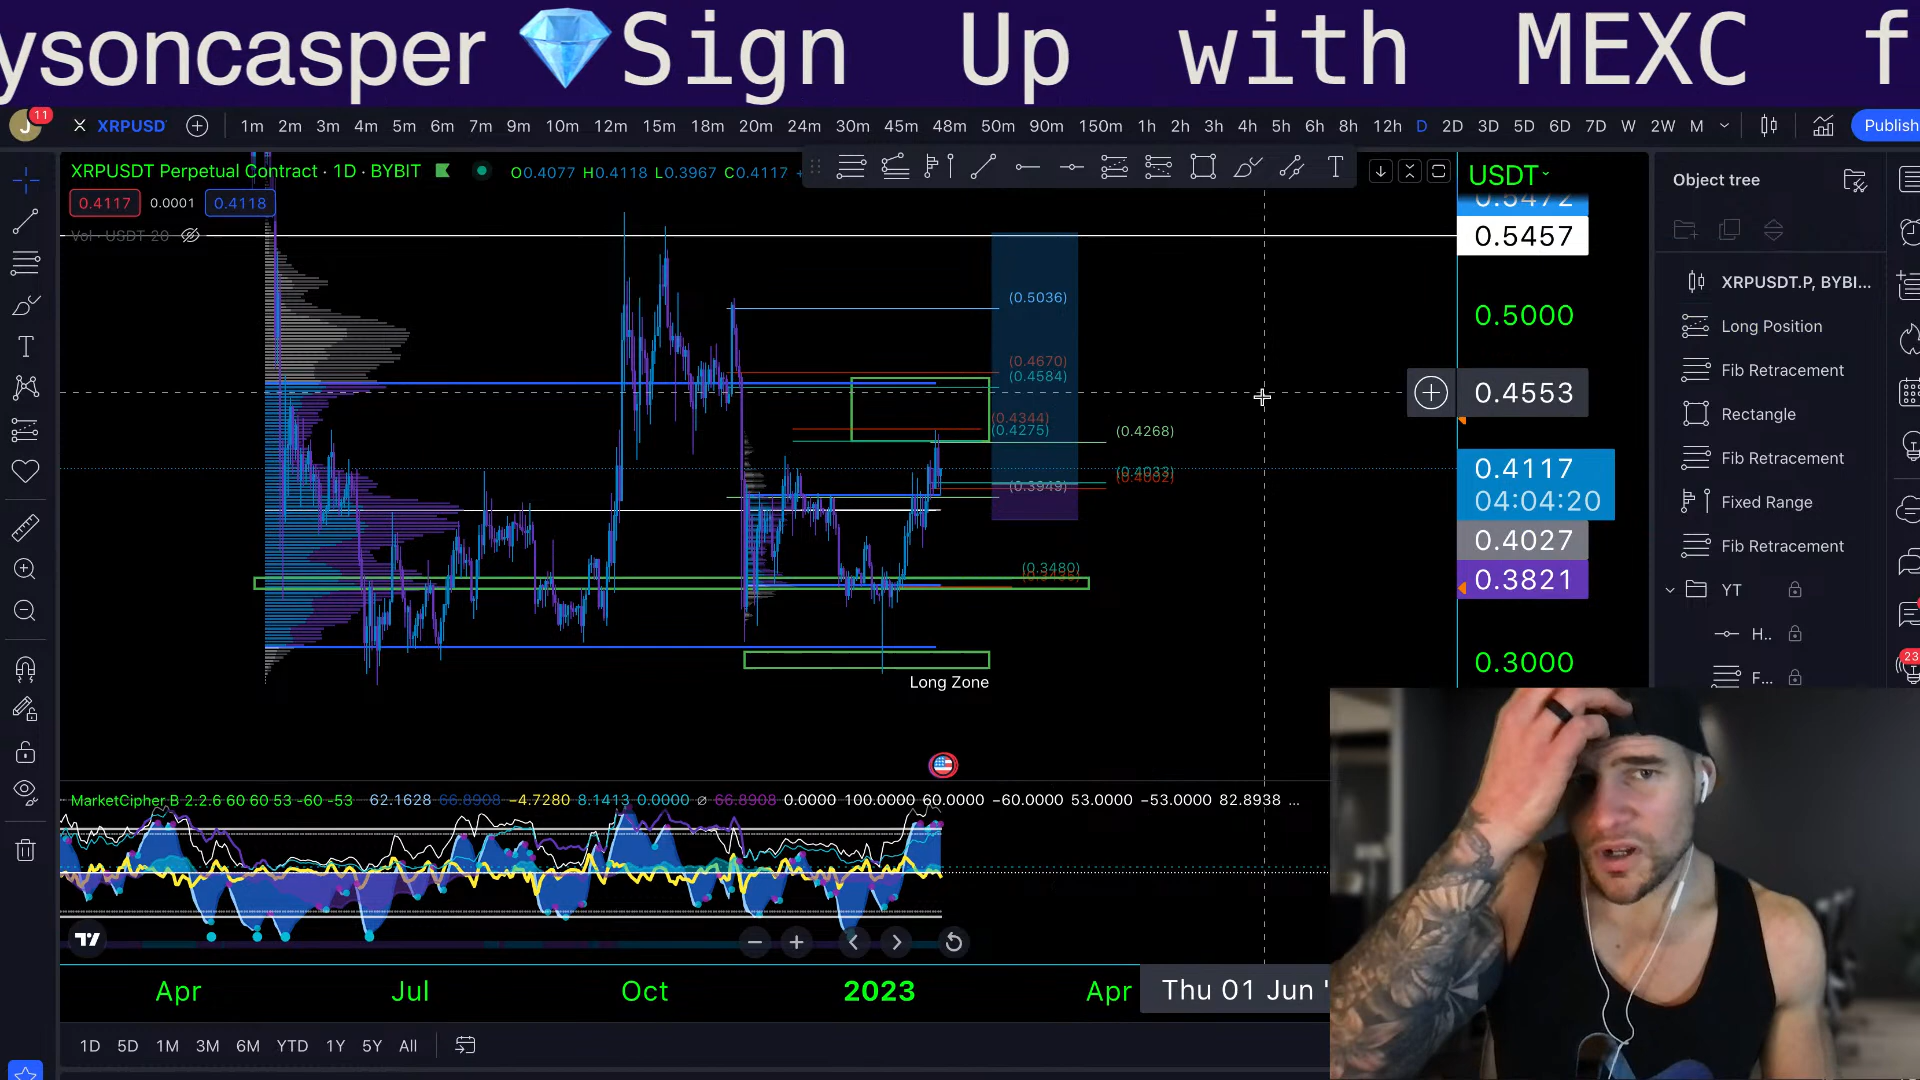 ysoncasper 💎Sign Up with MEXC f
J 11 XRPUSD 1m 2m 3m 4m 5m 6m 7m 9m 10m 12m 15m 18m 20m 24m 30m 45m 48m 50m 90m 150m 1h 2h 3h 4h 5h 6h 8h 12h D 2D 3D 5D 6D 7D W 2W M Publish
XRPUSDT Perpetual Contract · 1D · BYBIT O0.4077 H0.4118 L0.3967 C0.4117 +
0.4117 0.0001 0.4118
Vol · USDT 20
USDT
0.5472
0.5457
0.5000
0.4553
0.4117
04:04:20
0.4027
0.3821
0.3000
(0.5036)
(0.4670)
(0.4584)
(0.4344)
(0.4275)
(0.4268)
(0.4033)
(0.4002)
(0.3949)
(0.3480)
Long Zone
Object tree
XRPUSDT.P, BYBI...
Long Position
Fib Retracement
Rectangle
Fib Retracement
Fixed Range
Fib Retracement
YT
H..
F...
23
MarketCipher B 2.2.6 60 60 53 -60 -53 62.1628 66.8908 −4.7280 8.1413 0.0000 ∅ 66.8908 0.0000 100.0000 60.0000 −60.0000 53.0000 −53.0000 82.8938 ...
Apr Jul Oct 2023 Apr Thu 01 Jun '
1D 5D 1M 3M 6M YTD 1Y 5Y All